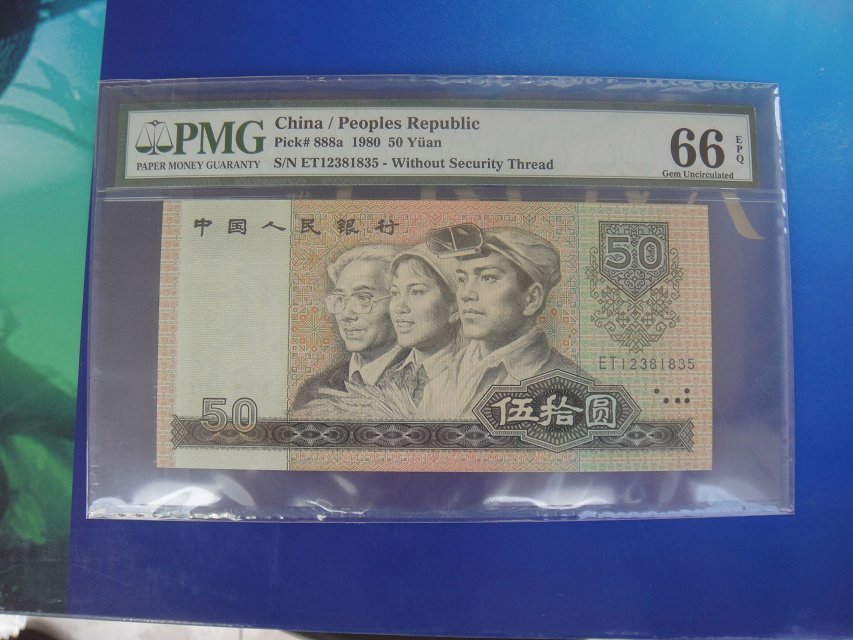 PMG
PAPER MONEY GUARANTY
China / Peoples Republic
Pick# 888a 1980 50 Yüan
S/N ET12381835 - Without Security Thread
66 EPQ
Gem Uncirculated
中国人民银行
50
ET12381835
50
伍拾圆